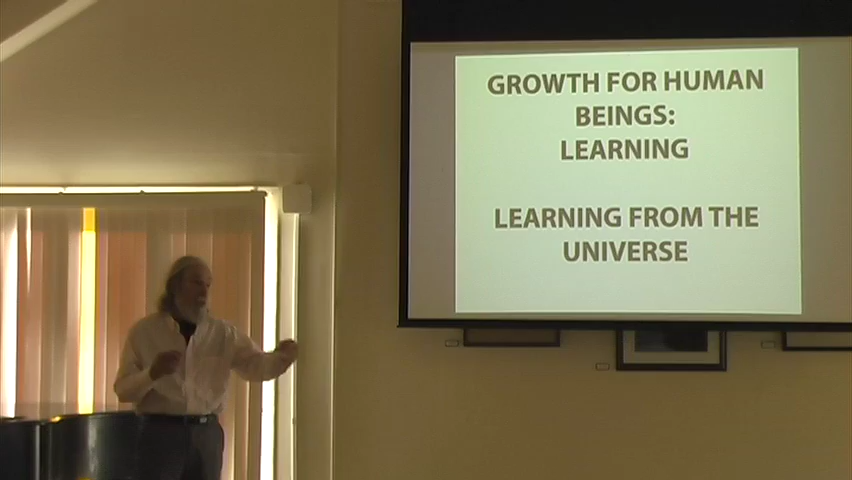 GROWTH FOR HUMAN
BEINGS:
LEARNING
LEARNING FROM THE
UNIVERSE